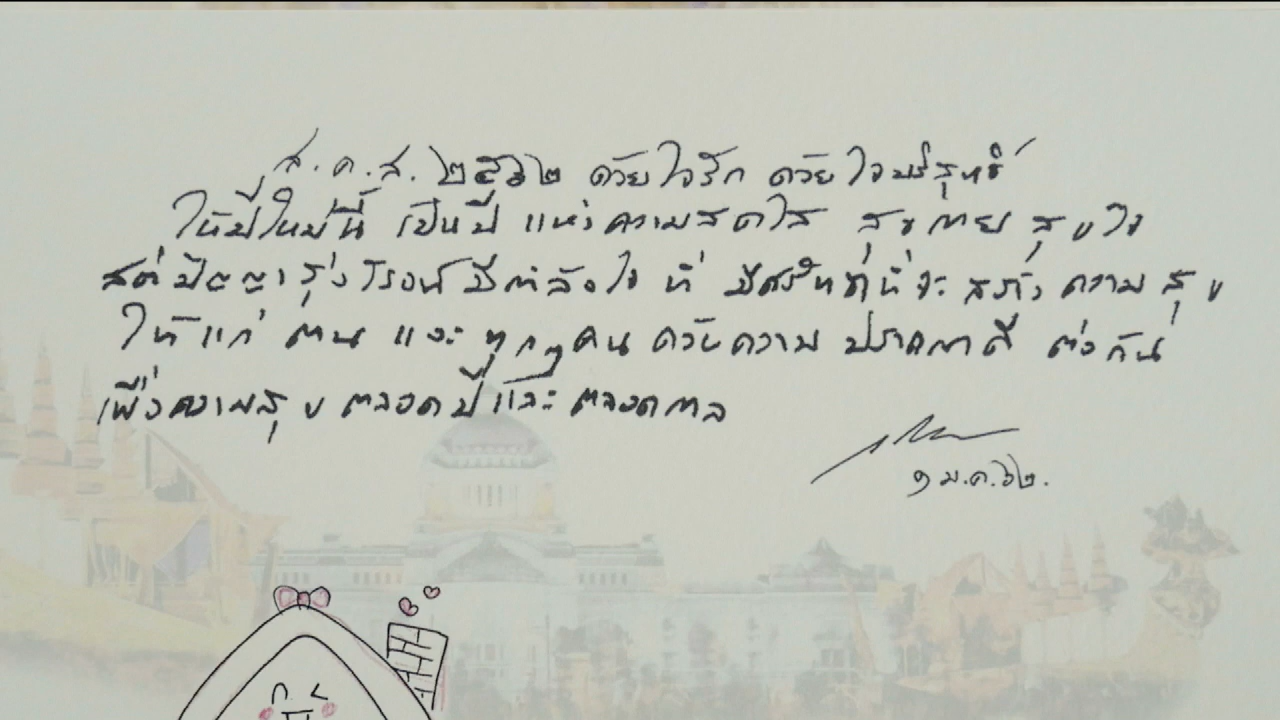 ส.ค.ส. ๒๕๖๒ ด้วยใจรัก ด้วยใจบริสุทธิ์
ให้ปีใหม่นี้ เป็นปี แห่งความสดใส สุขกาย สุขใจ
สติปัญญา รุ่งโรจน์ มีกำลังใจ ที่ มีศรัทธาที่จะ สร้าง ความสุข
ให้แก่ ตน และ ทุกๆคน ด้วยความ ปรารถนาดี ต่อกัน
เพื่อความสุข ตลอดปีและ ตลอดกาล
๑ ม.ค. ๖๒.